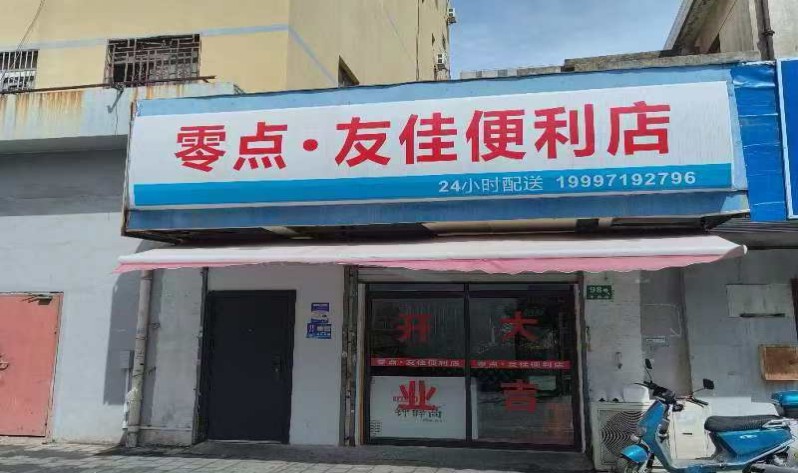 零点·友佳便利店
24小时配送 19997192796
98
开 大
零点·友佳便利店 零点·友佳便利店
业 吉